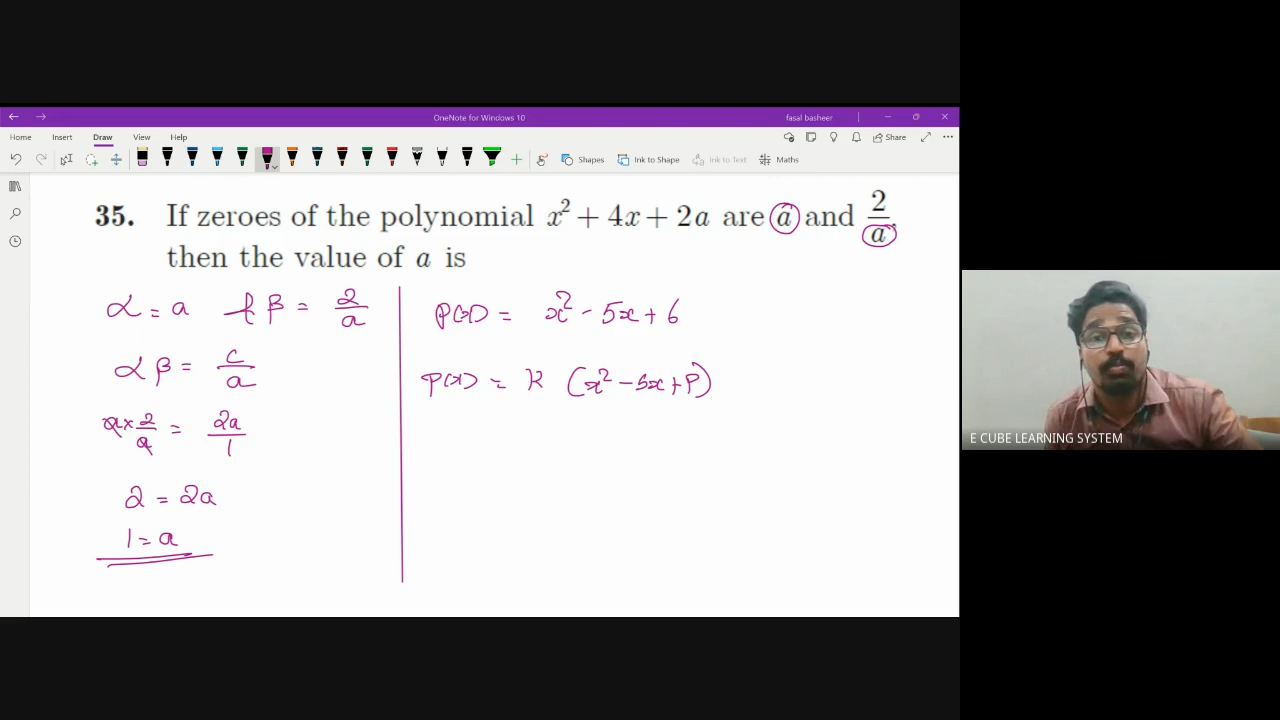 OneNote for Windows 10
fasal basheer
Home Insert Draw View Help
Share
Shapes Ink to Shape Ink to Text Maths
35. If zeroes of the polynomial x² + 4x + 2a are a and 2/a,
then the value of a is
α = a & β = 2/a
αβ = c/a
a × 2/a = 2a/1
2 = 2a
1 = a
P(x) = x² - 5x + 6
P(x) = K (x² - 5x + P)
E CUBE LEARNING SYSTEM